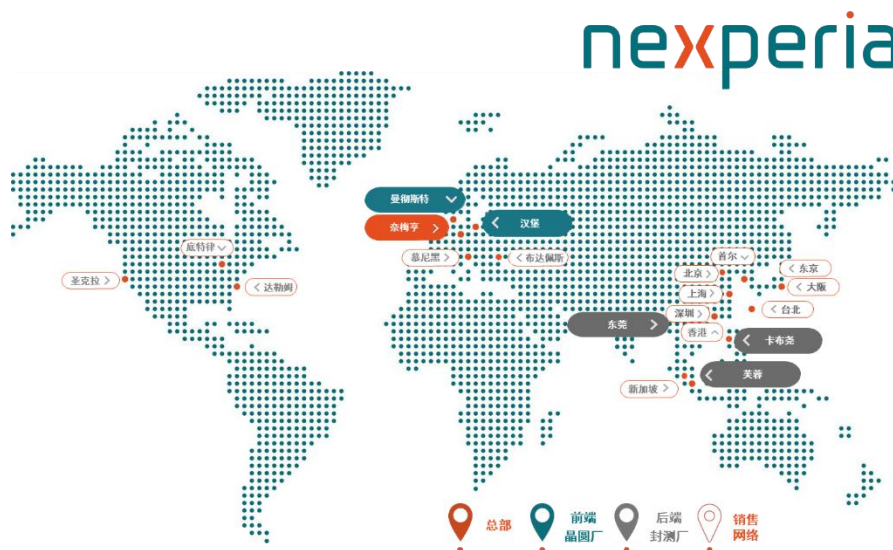 nexperia
曼彻斯特
奈梅亨
汉堡
底特律
慕尼黑
布达佩斯
首尔
东京
北京
圣克拉
达勒姆
大阪
上海
台北
深圳
东莞
香港
卡布尧
芙蓉
新加坡
总部
前端
晶圆厂
后端
封测厂
销售
网络